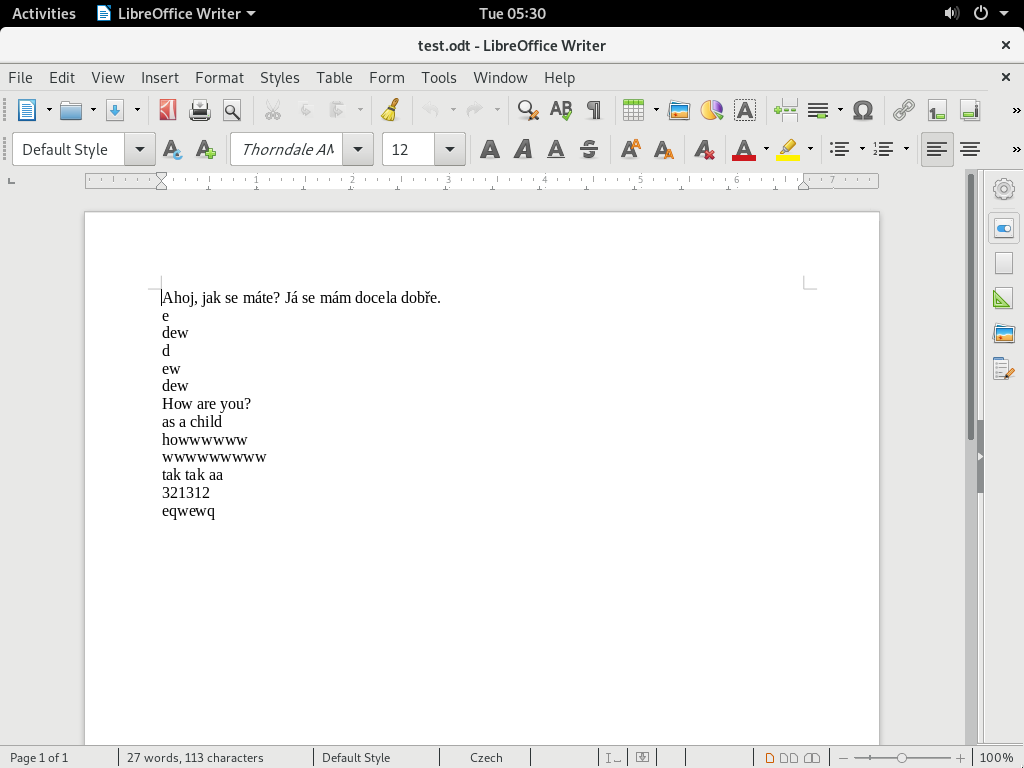 Activities LibreOffice Writer Tue 05:30
test.odt - LibreOffice Writer
File Edit View Insert Format Styles Table Form Tools Window Help
Default Style Thorndale AM 12
1 2 3 4 5 6 7
Ahoj, jak se máte? Já se mám docela dobře.
e
dew
d
ew
dew
How are you?
as a child
howwwwww
wwwwwwwww
tak tak aa
321312
eqwewq
Page 1 of 1 27 words, 113 characters Default Style Czech 100%